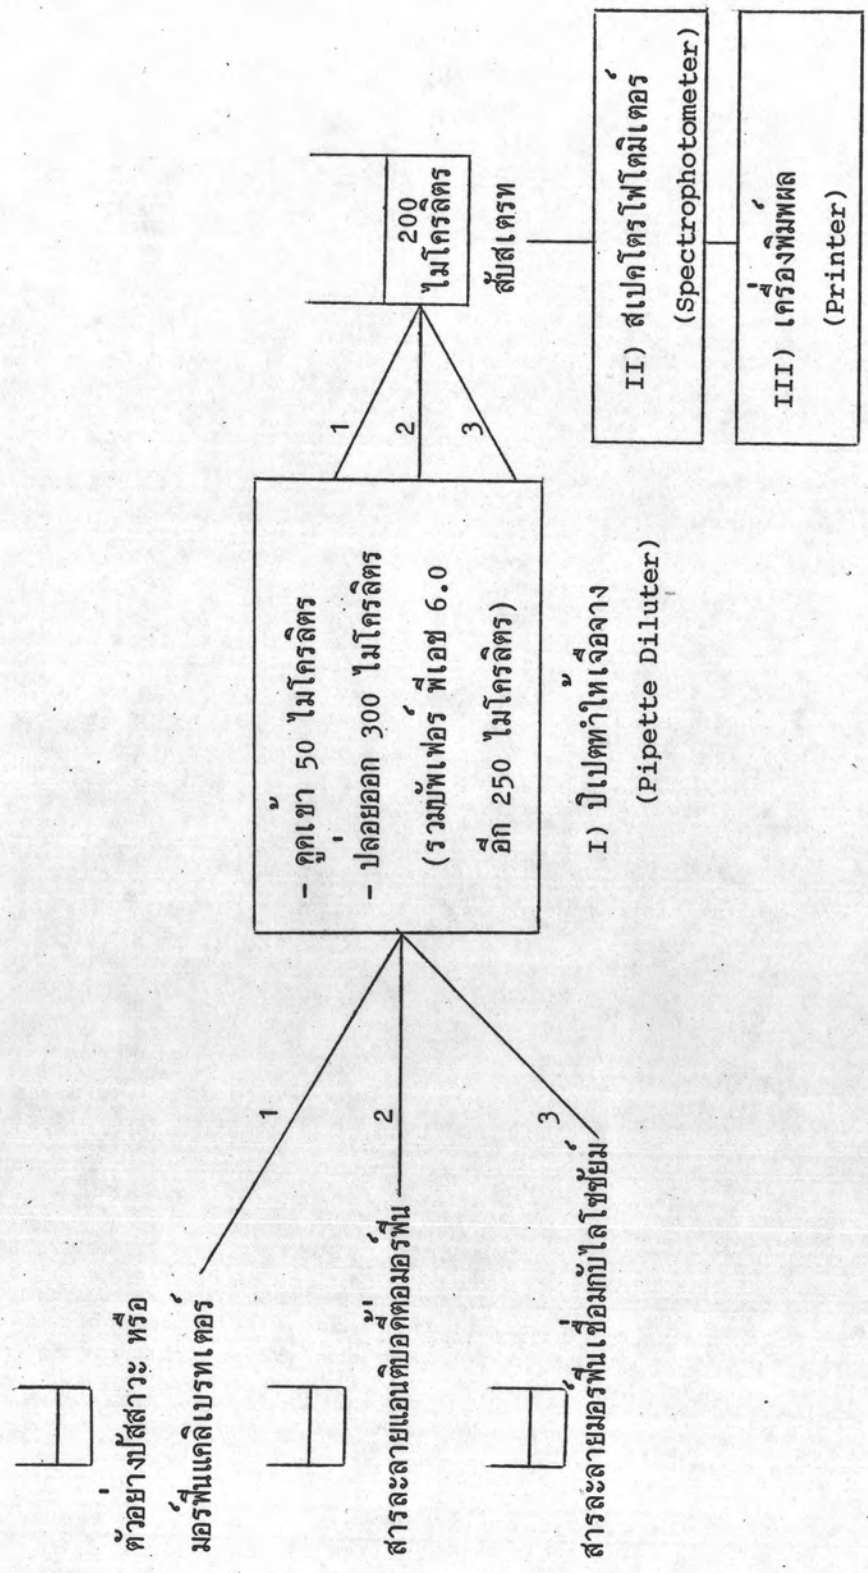 ตัวอย่างปัสสาวะ หรือ
มอร์ฟีนแคลิเบรทเตอร์
สารละลายแอนติบอดีต่อมอร์ฟีน
สารละลายมอร์ฟีนเชื่อมกับไลโซซัยม์
1
2
3
- ดูดเข้า 50 ไมโครลิตร
- ปล่อยออก 300 ไมโครลิตร
(รวมบัพเฟอร์ พีเอช 6.0
อีก 250 ไมโครลิตร)
I) ปิเปตทำให้เจือจาง
(Pipette Diluter)
1
2
3
200
ไมโครลิตร
สับสเตรท
II) สเปคโตรโฟโตมิเตอร์
(Spectrophotometer)
III) เครื่องพิมพ์ผล
(Printer)